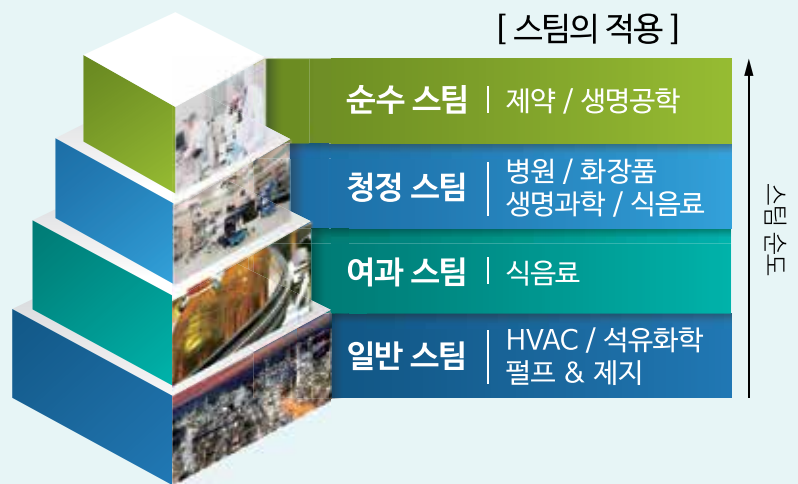 [ 스팀의 적용 ]
순수 스팀 | 제약 / 생명공학
청정 스팀 | 병원 / 화장품
생명과학 / 식음료
여과 스팀 | 식음료
일반 스팀 | HVAC / 석유화학
펄프 & 제지
스팀 순도